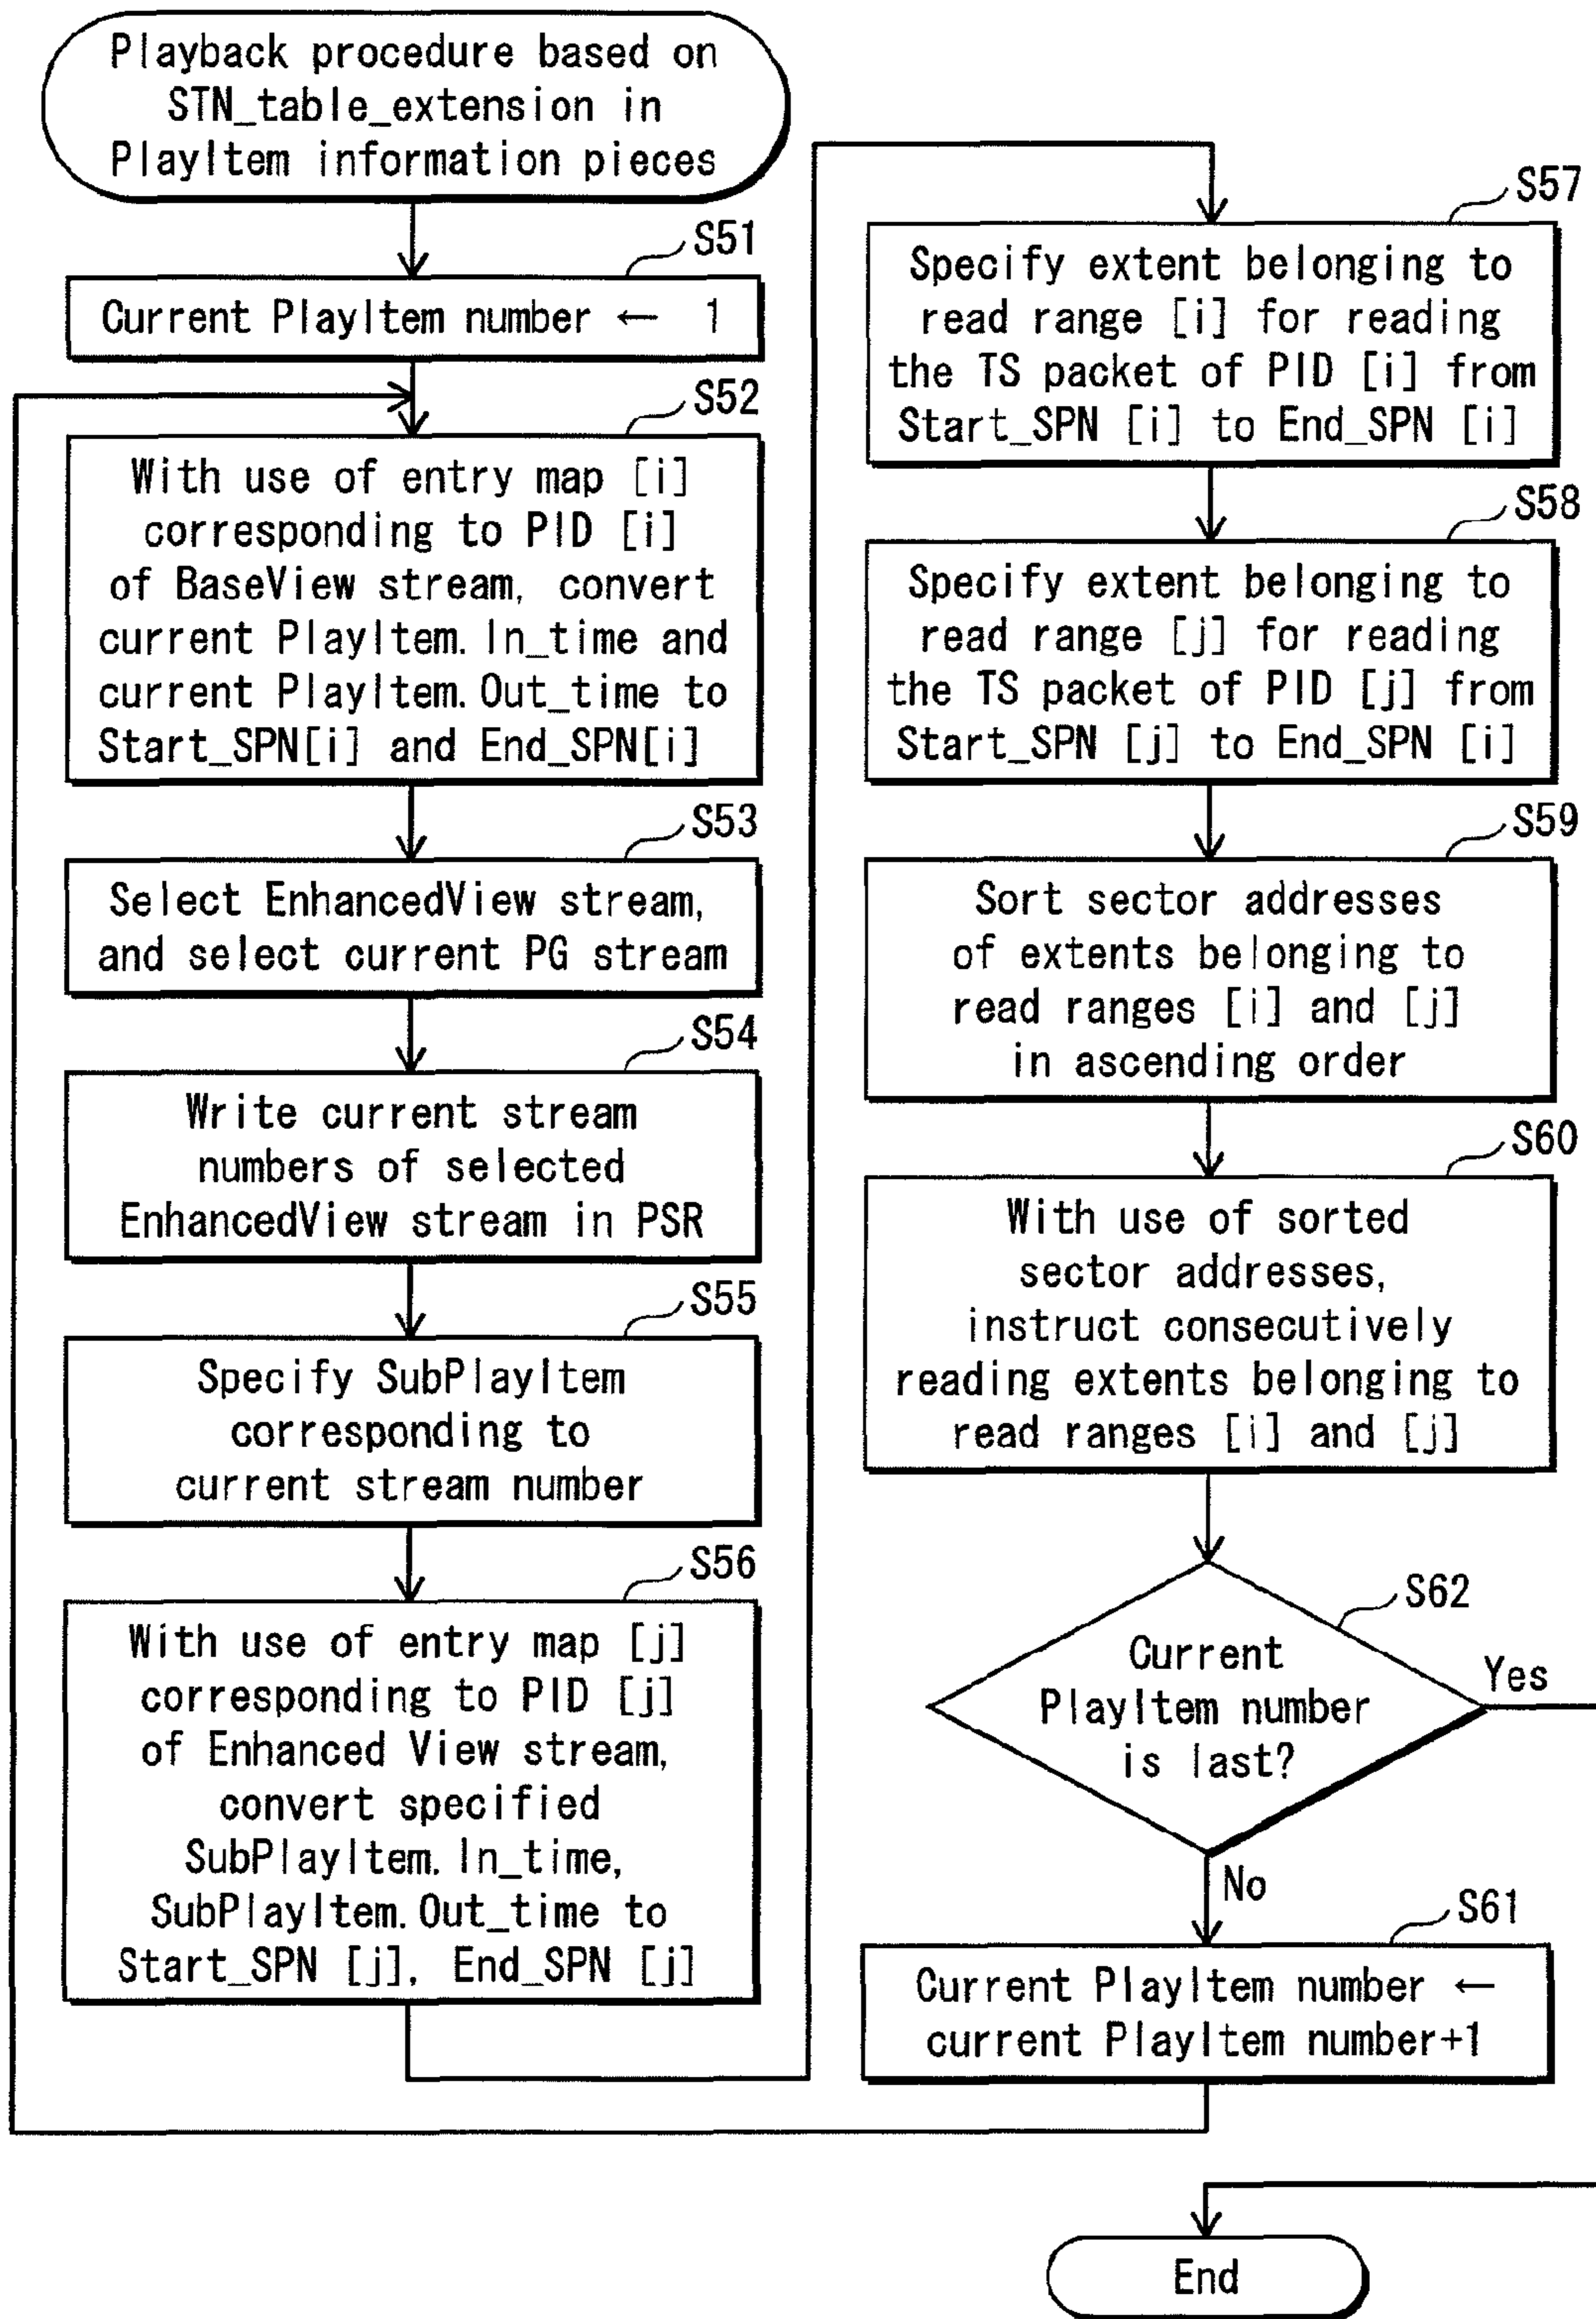 Playback procedure based on
STN_table_extension in
PlayItem information pieces
S51
Current PlayItem number ← 1
S52
With use of entry map [i]
corresponding to PID [i]
of BaseView stream, convert
current PlayItem. In_time and
current PlayItem. Out_time to
Start_SPN[i] and End_SPN[i]
S53
Select EnhancedView stream,
and select current PG stream
S54
Write current stream
numbers of selected
EnhancedView stream in PSR
S55
Specify SubPlayItem
corresponding to
current stream number
S56
With use of entry map [j]
corresponding to PID [j]
of Enhanced View stream,
convert specified
SubPlayItem. In_time,
SubPlayItem. Out_time to
Start_SPN [j], End_SPN [j]
S57
Specify extent belonging to
read range [i] for reading
the TS packet of PID [i] from
Start_SPN [i] to End_SPN [i]
S58
Specify extent belonging to
read range [j] for reading
the TS packet of PID [j] from
Start_SPN [j] to End_SPN [i]
S59
Sort sector addresses
of extents belonging to
read ranges [i] and [j]
in ascending order
S60
With use of sorted
sector addresses,
instruct consecutively
reading extents belonging to
read ranges [i] and [j]
S62
Current
PlayItem number
is last?
Yes
No
S61
Current PlayItem number ←
current PlayItem number+1
End